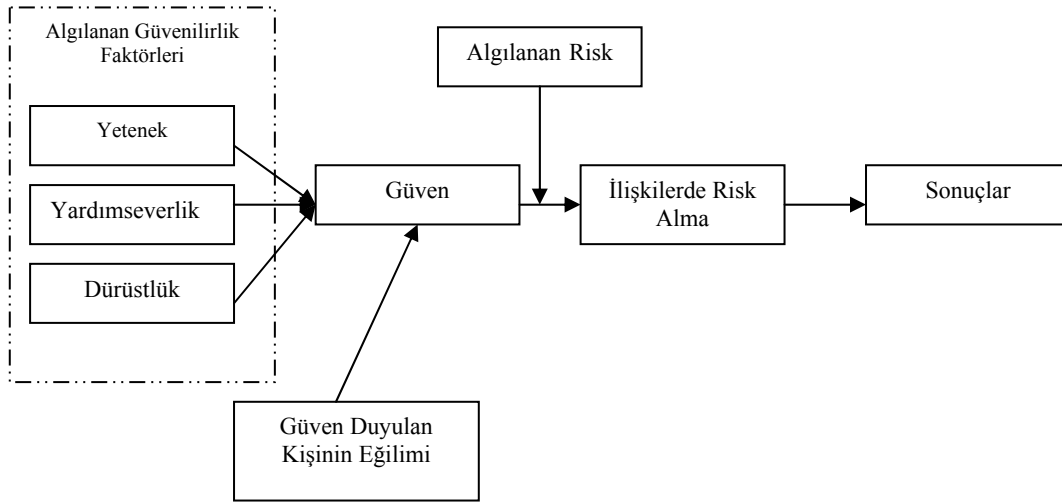 Algılanan Güvenilirlik
Faktörleri
Algılanan Risk
Yetenek
Yardımseverlik
Dürüstlük
Güven
İlişkilerde Risk
Alma
Sonuçlar
Güven Duyulan
Kişinin Eğilimi